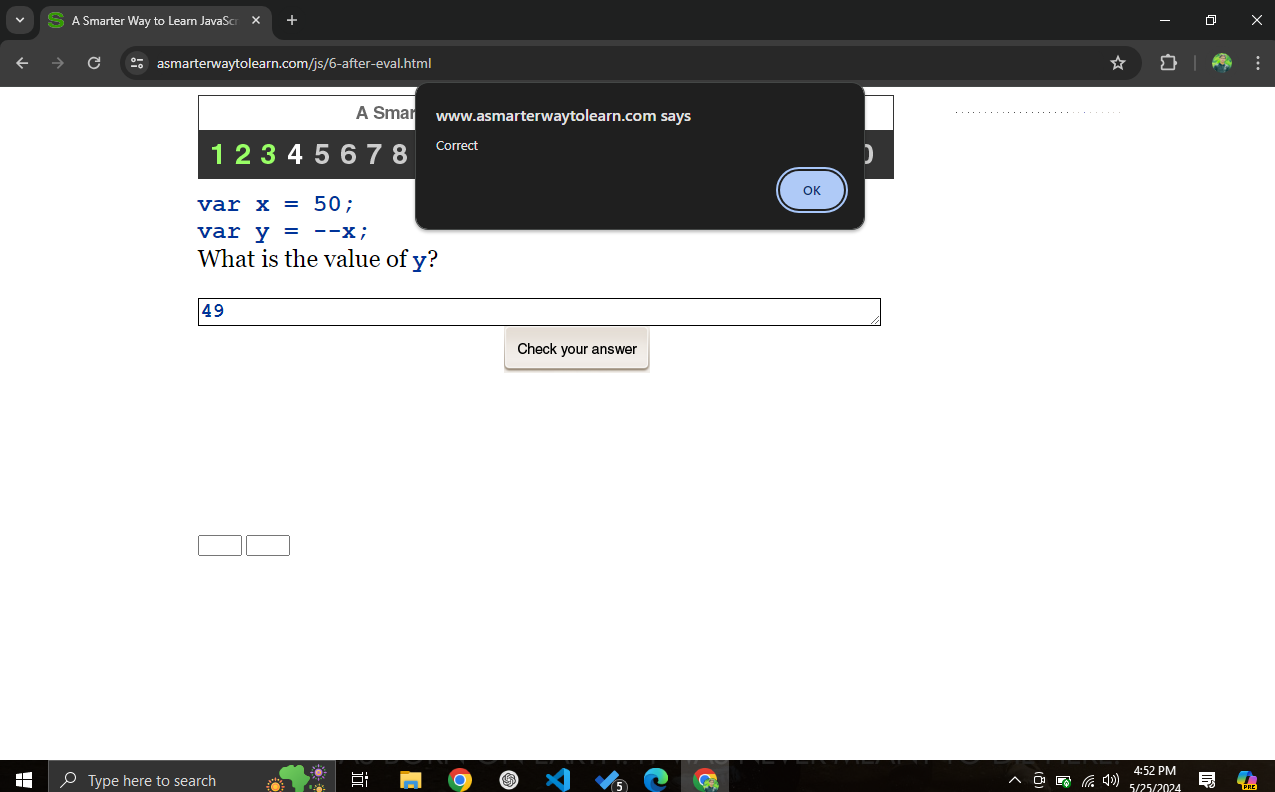 A Smarter Way to Learn JavaScr
asmarterwaytolearn.com/js/6-after-eval.html
www.asmarterwaytolearn.com says
Correct
OK
A Smar
1 2 3 4 5 6 7 8
0
var x = 50;
var y = --x;
What is the value of y?
49
Check your answer
Type here to search
5
4:52 PM
5/25/2024
PRE